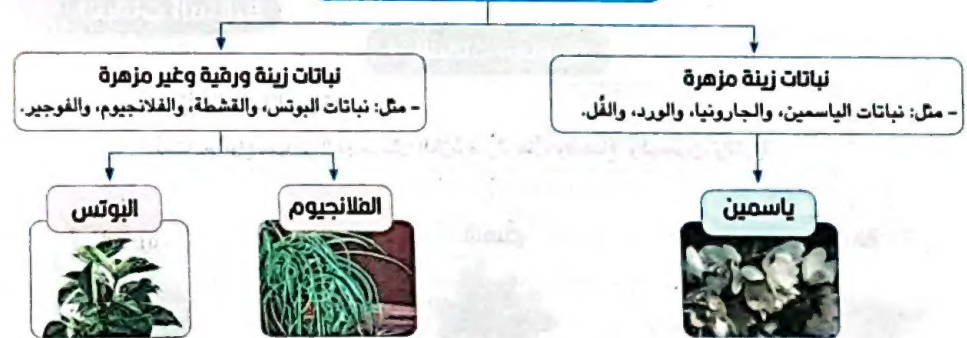 نباتات زينة مزهرة
- مثل: نباتات الياسمين، والجارونيا، والورد، والفُل.
نباتات زينة ورقية وغير مزهرة
- مثل: نباتات البوتس، والقشطة، والفلانجيوم، والفوجير.
ياسمين
الفلانجيوم
البوتس